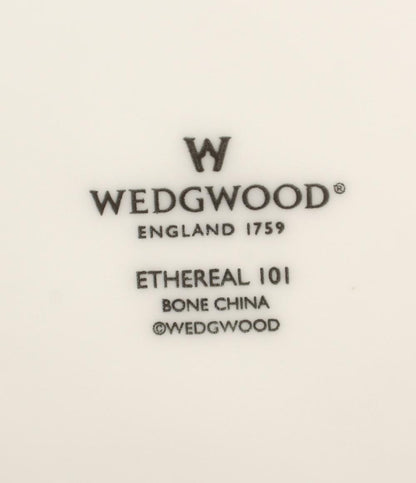 W
WEDGWOOD®
ENGLAND 1759
ETHEREAL 101
BONE CHINA
©WEDGWOOD